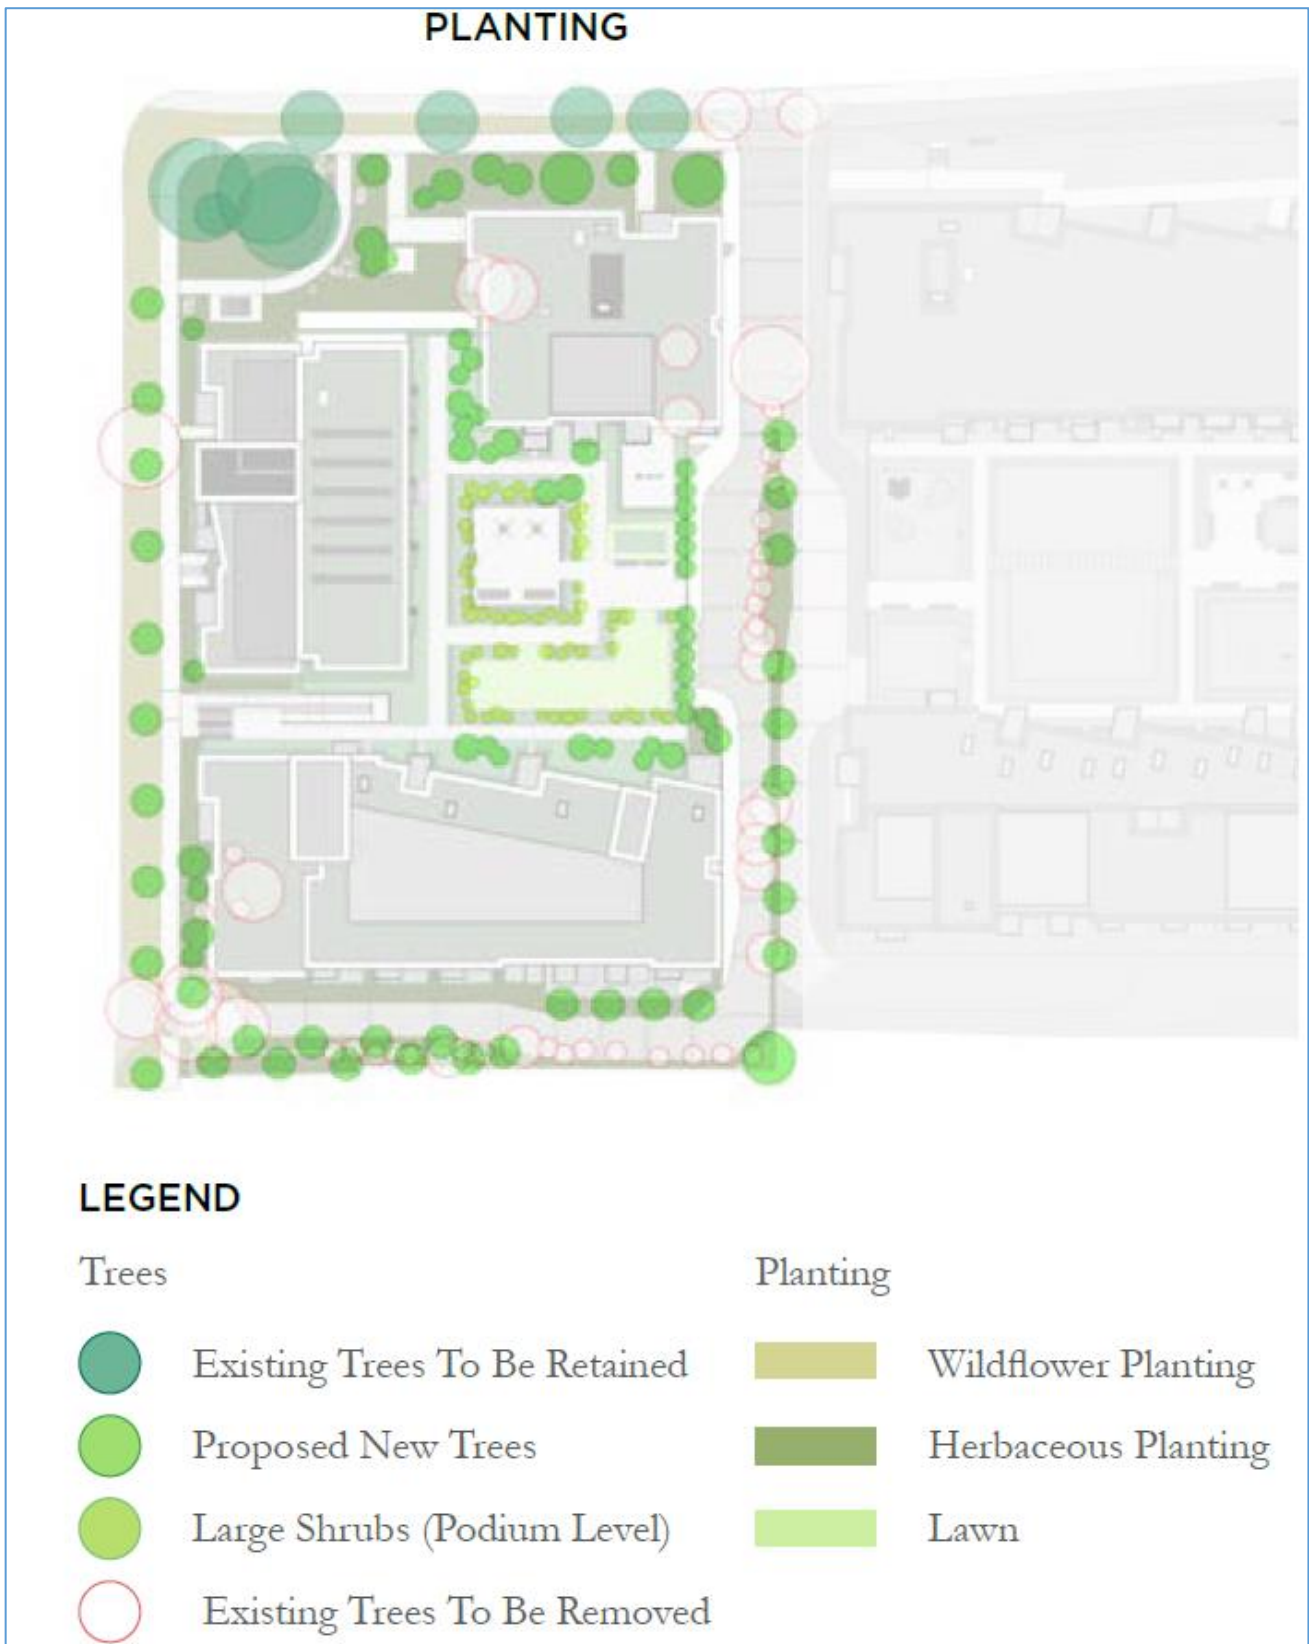 PLANTING
LEGEND
Trees
Planting
Existing Trees To Be Retained
Wildflower Planting
Proposed New Trees
Herbaceous Planting
Large Shrubs (Podium Level)
Lawn
Existing Trees To Be Removed